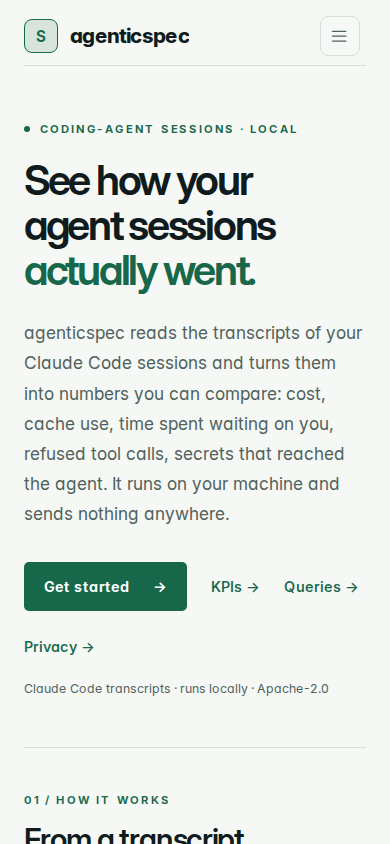 S agenticspec
CODING-AGENT SESSIONS · LOCAL
See how your
agent sessions
actually went.
agenticspec reads the transcripts of your
Claude Code sessions and turns them
into numbers you can compare: cost,
cache use, time spent waiting on you,
refused tool calls, secrets that reached
the agent. It runs on your machine and
sends nothing anywhere.
Get started → KPIs → Queries →
Privacy →
Claude Code transcripts · runs locally · Apache-2.0
01 / HOW IT WORKS
From a transcript